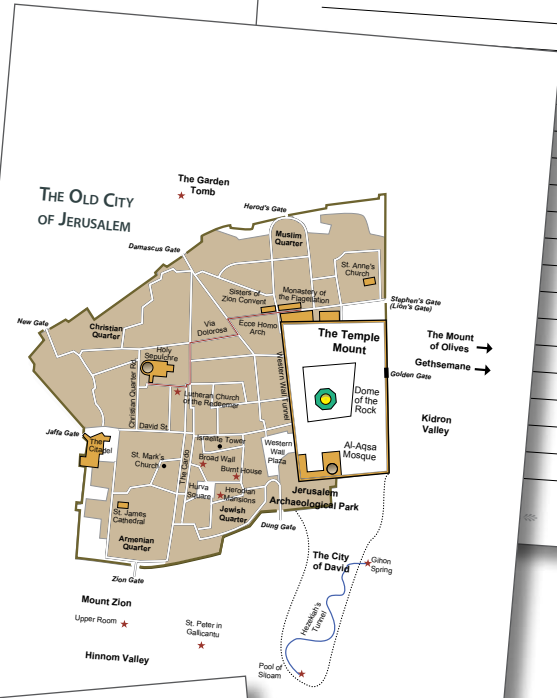 The Garden
Tomb
THE OLD CITY
OF JERUSALEM
Herod's Gate
Damascus Gate
Muslim
Quarter
St. Anne's
Church
Sisters of
Zion Convent
Monastery of
the Flagellation
Stephen's Gate
(Lion's Gate)
New Gate
Christian
Quarter
Via
Dolorosa
Ecce Homo
Arch
The Temple
Mount
The Mount
of Olives
Gethsemane
Golden Gate
Holy
Sepulchre
Christian Quarter Rd.
Western Wall Tunnel
Lutheran Church
of the Redeemer
Dome
of the
Rock
Kidron
Valley
Jaffa Gate
David St.
The
Citadel
Israelite Tower
St. Mark's
Church
The Cardo
Broad Wall
Burnt House
Western
Wall
Plaza
Al-Aqsa
Mosque
Hurva
Square
Herodian
Mansions
Jerusalem
Archaeological Park
St. James
Cathedral
Jewish
Quarter
Armenian
Quarter
Dung Gate
Zion Gate
The City
of David
Gihon
Spring
Mount Zion
Upper Room
St. Peter in
Gallicantu
Hezekiah's
Tunnel
Hinnom Valley
Pool of
Siloam